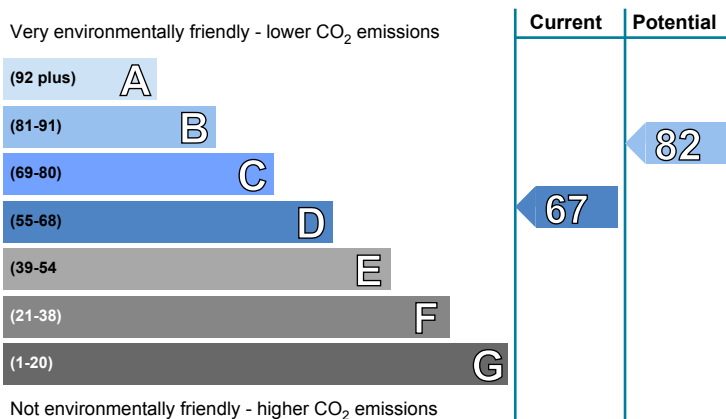 Very environmentally friendly - lower CO2 emissions
Current
Potential
(92 plus) A
(81-91) B
(69-80) C
(55-68) D
(39-54 E
(21-38) F
(1-20) G
67
82
Not environmentally friendly - higher CO2 emissions